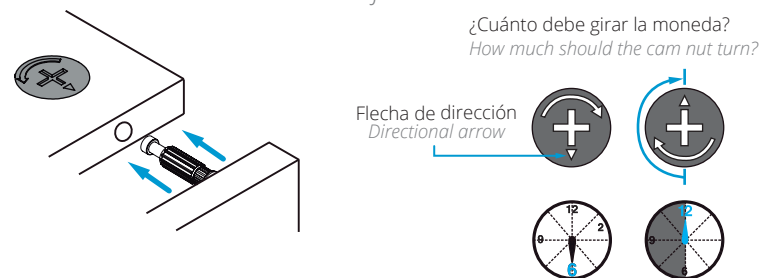 ¿Cuánto debe girar la moneda?
How much should the cam nut turn?
Flecha de dirección
Directional arrow
12
2
9
6
12
9
6